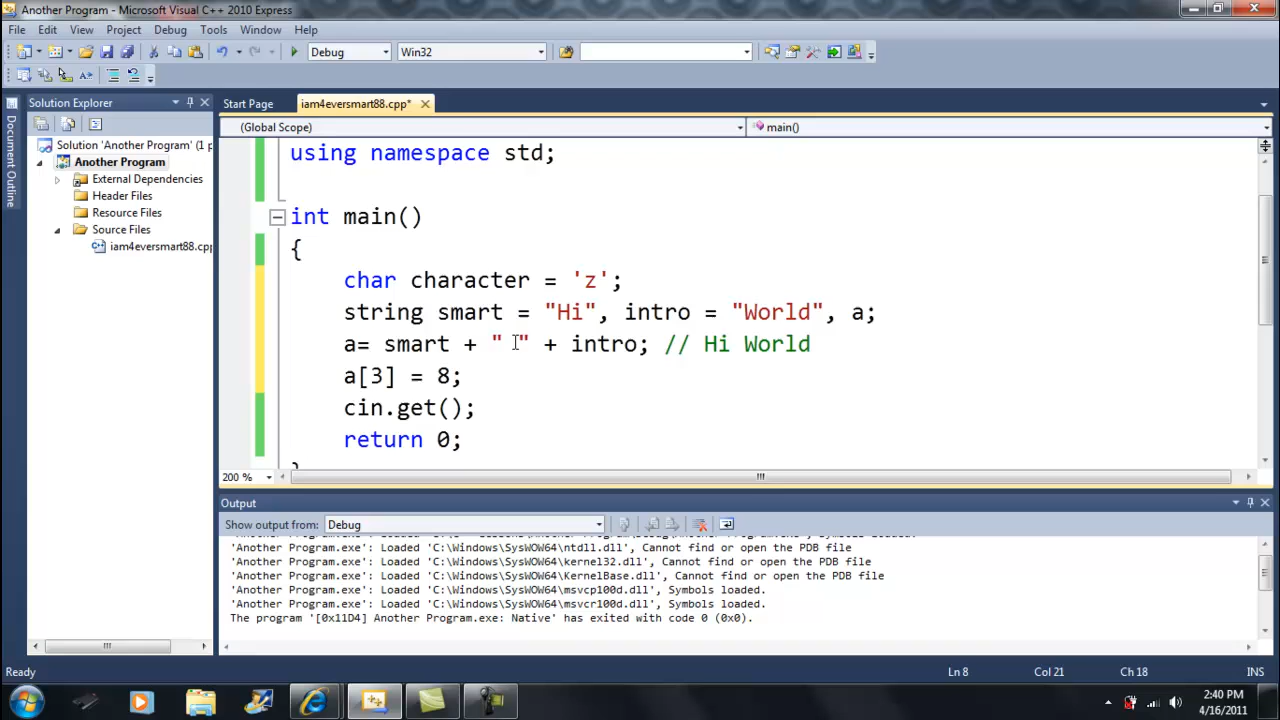 Another Program - Microsoft Visual C++ 2010 Express
File Edit View Project Debug Tools Window Help
Debug Win32
Solution Explorer
Start Page iam4eversmart88.cpp*
Document Outline
(Global Scope) main()
Solution 'Another Program' (1 p
Another Program
External Dependencies
Header Files
Resource Files
Source Files
iam4eversmart88.cpp
using namespace std;
int main()
{
char character = 'z';
string smart = "Hi", intro = "World", a;
a= smart + " " + intro; // Hi World
a[3] = 8;
cin.get();
return 0;
200 %
Output
Show output from: Debug
'Another Program.exe': Loaded 'C:\Windows\SysWOW64\ntdll.dll', Cannot find or open the PDB file
'Another Program.exe': Loaded 'C:\Windows\SysWOW64\kernel32.dll', Cannot find or open the PDB file
'Another Program.exe': Loaded 'C:\Windows\SysWOW64\KernelBase.dll', Cannot find or open the PDB file
'Another Program.exe': Loaded 'C:\Windows\SysWOW64\msvcp100d.dll', Symbols loaded.
'Another Program.exe': Loaded 'C:\Windows\SysWOW64\msvcr100d.dll', Symbols loaded.
The program '[0x11D4] Another Program.exe: Native' has exited with code 0 (0x0).
Ready Ln 8 Col 21 Ch 18 INS
2:40 PM
4/16/2011